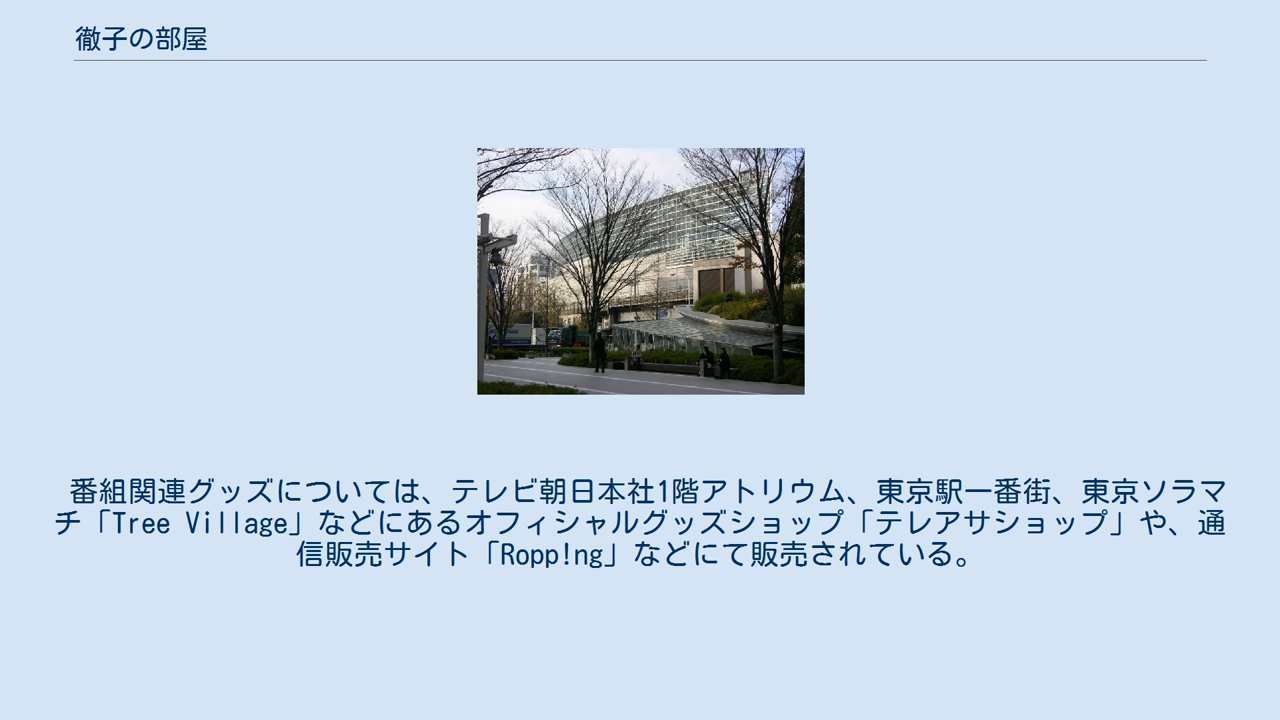 徹子の部屋
番組関連グッズについては、テレビ朝日本社1階アトリウム、東京駅一番街、東京ソラマ
チ「Tree Village」などにあるオフィシャルグッズショップ「テレアサショップ」や、通
信販売サイト「Ropp!ng」などにて販売されている。